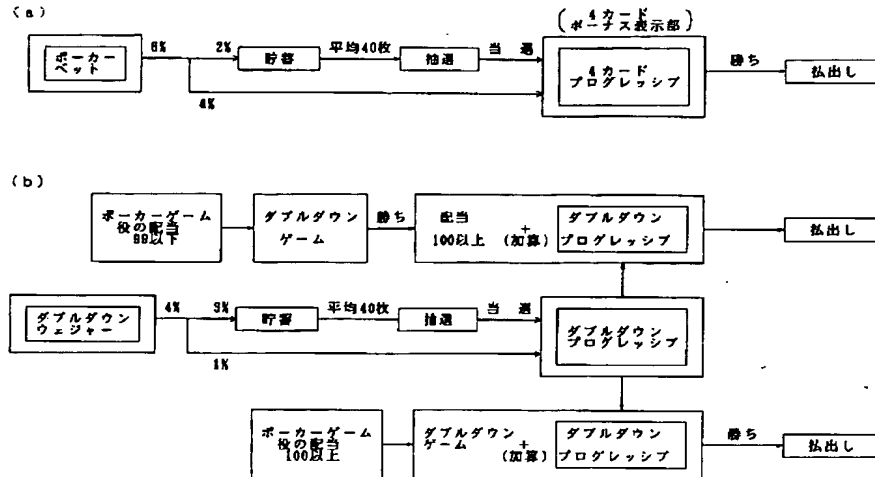 (a)
(4カード
ボーナス表示部)
ポーカー
ベット
6%
2%
貯蓄
平均40枚
抽選
当 選
4カード
プログレッシブ
勝ち
払出し
4%
(b)
ポーカーゲーム
役の配当
99以下
ダブルダウン
ゲーム
勝ち
配当
100以上
+
(加算)
ダブルダウン
プログレッシブ
払出し
ダブルダウン
ウェジャー
4%
3%
貯蓄
平均40枚
抽選
当 選
ダブルダウン
プログレッシブ
1%
ポーカーゲーム
役の配当
100以上
ダブルダウン
ゲーム
+
(加算)
ダブルダウン
プログレッシブ
勝ち
払出し